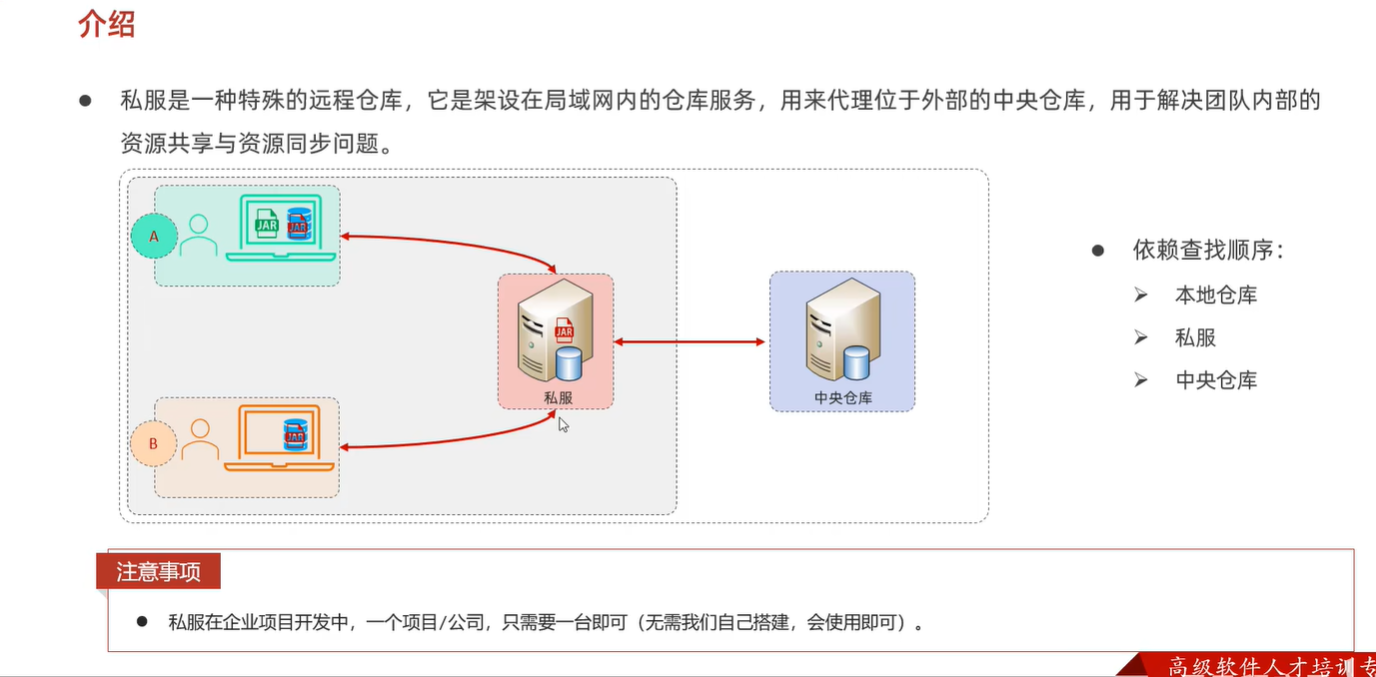 介绍
● 私服是一种特殊的远程仓库，它是架设在局域网内的仓库服务，用来代理位于外部的中央仓库，用于解决团队内部的
资源共享与资源同步问题。
A
JAR JAR
JAR
私服
中央仓库
B
JAR
● 依赖查找顺序：
➢ 本地仓库
➢ 私服
➢ 中央仓库
注意事项
● 私服在企业项目开发中，一个项目/公司，只需要一台即可（无需我们自己搭建，会使用即可）。
高级软件人才培训专